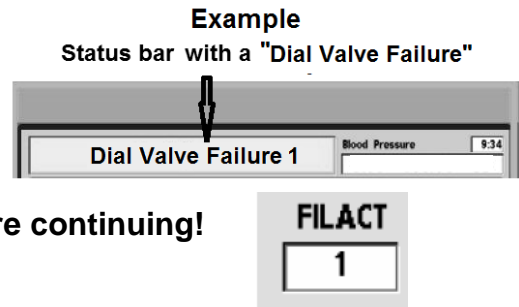 Example
Status bar with a "Dial Valve Failure"
Dial Valve Failure 1
Blood Pressure
9:34
re continuing!
FILACT
1